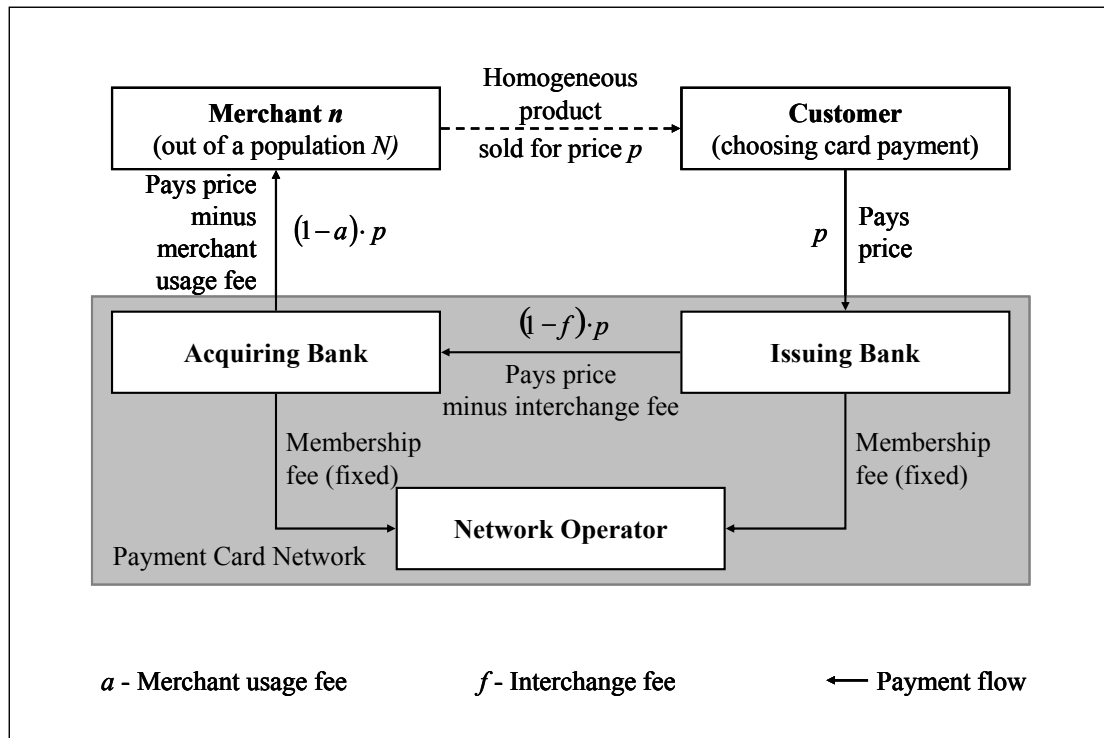 Merchant n
(out of a population N)
Homogeneous
product
sold for price p
Customer
(choosing card payment)
Pays price
minus
merchant
usage fee
(1−a)· p
p
Pays
price
Acquiring Bank
(1−f)·p
Pays price
minus interchange fee
Issuing Bank
Membership
fee (fixed)
Membership
fee (fixed)
Network Operator
Payment Card Network
a - Merchant usage fee
f - Interchange fee
Payment flow